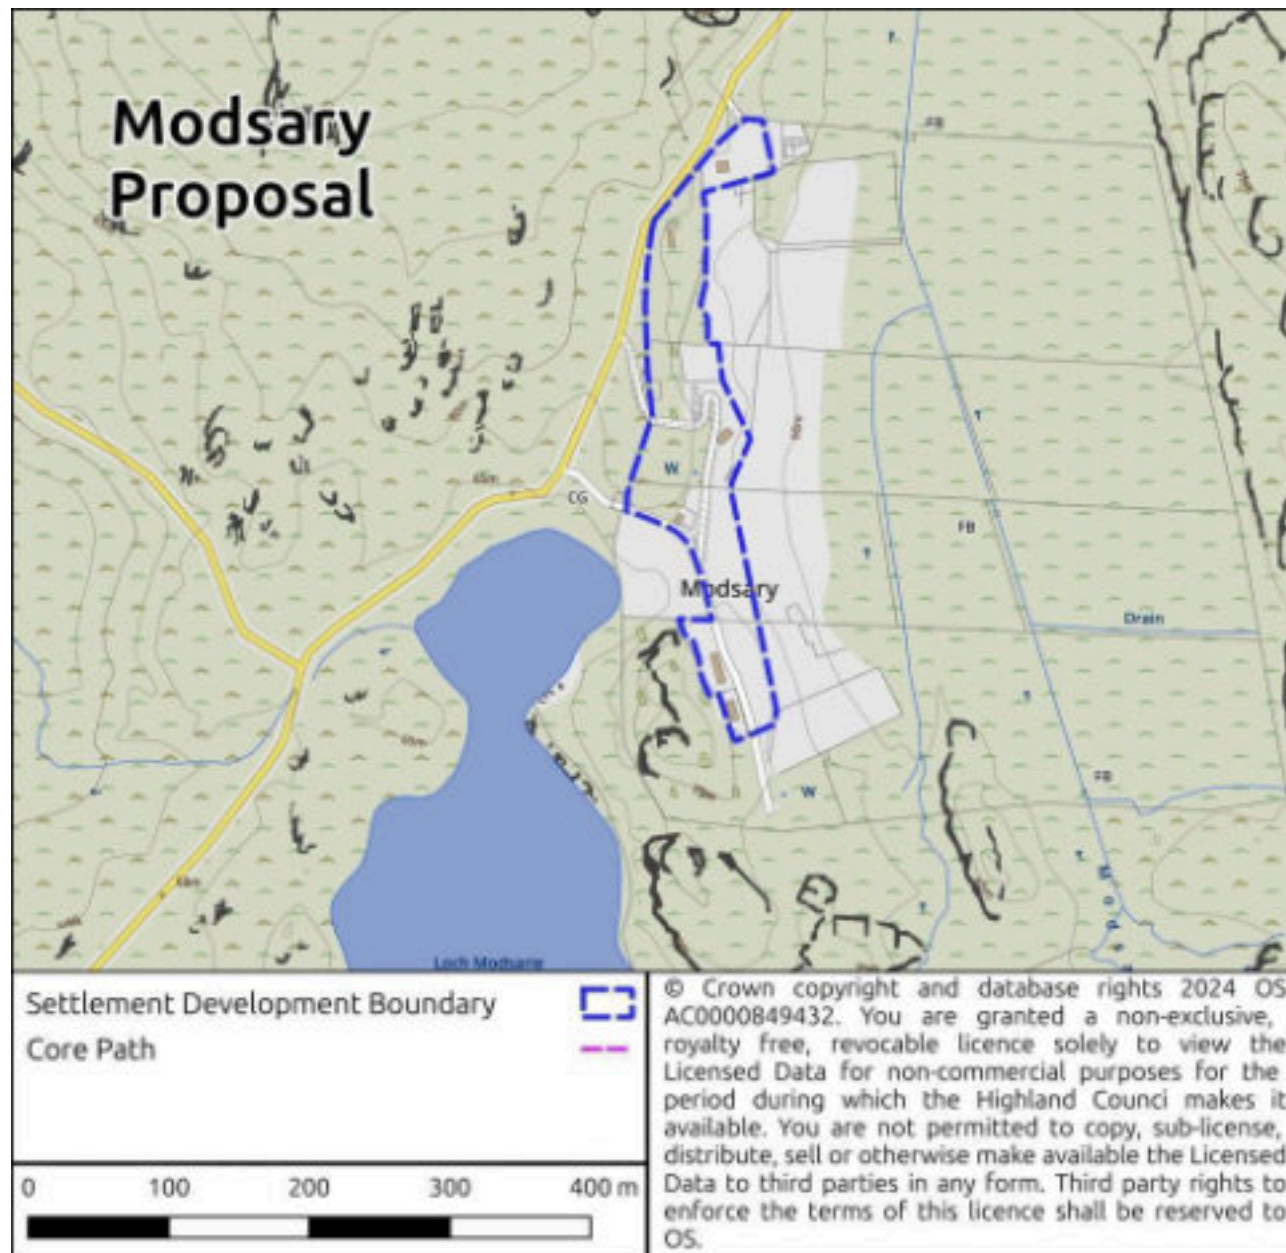 Modsary
Proposal
FB
65m
CG
W
FB
Modsary
Drain
FB
W
Loch Modsarie
Settlement Development Boundary
Core Path
0 100 200 300 400 m
© Crown copyright and database rights 2024 OS
AC0000849432. You are granted a non-exclusive,
royalty free, revocable licence solely to view the
Licensed Data for non-commercial purposes for the
period during which the Highland Counci makes it
available. You are not permitted to copy, sub-license,
distribute, sell or otherwise make available the Licensed
Data to third parties in any form. Third party rights to
enforce the terms of this licence shall be reserved to
OS.